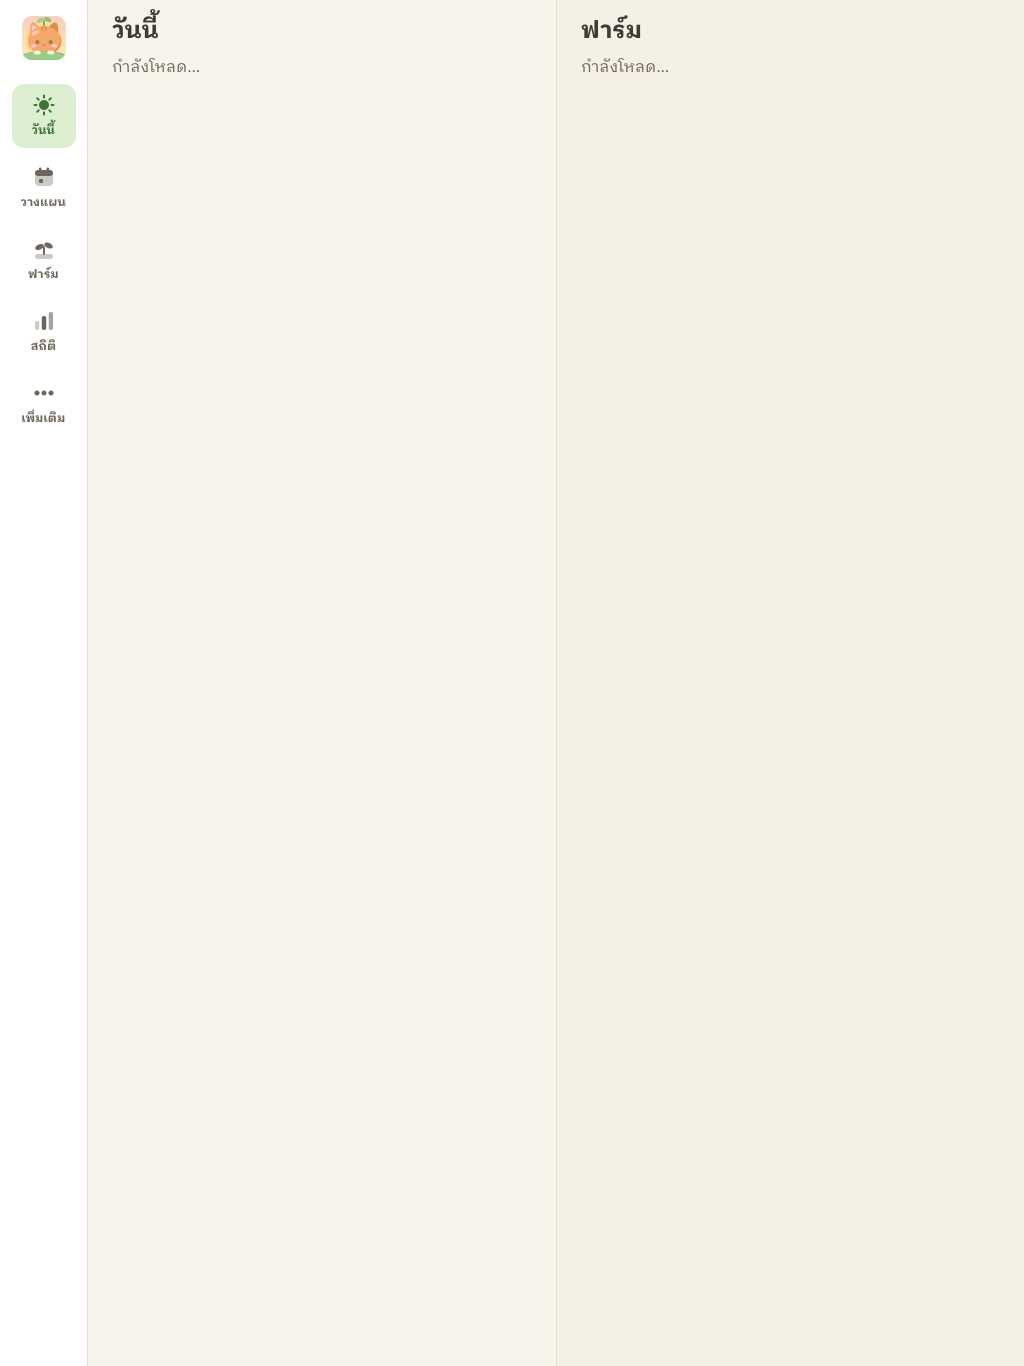 วันนี้
วางแผน
ฟาร์ม
สถิติ
เพิ่มเติม
วันนี้
กำลังโหลด...
ฟาร์ม
กำลังโหลด...